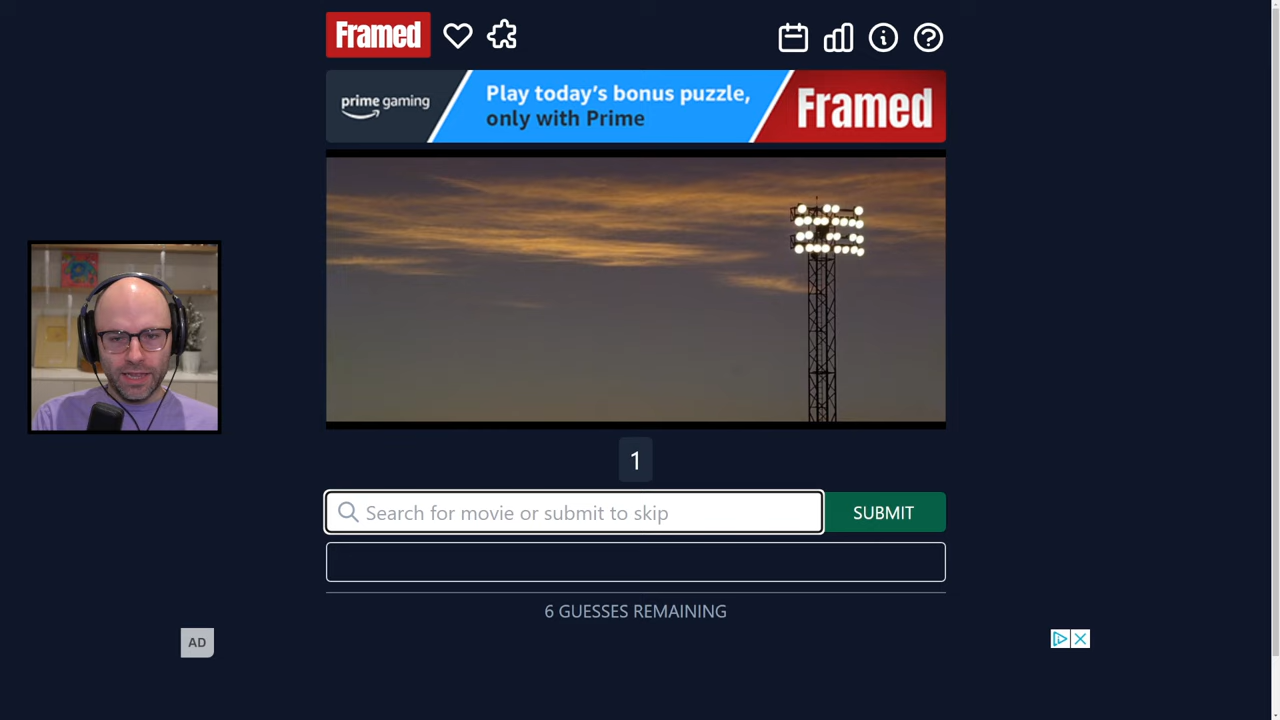 Framed
prime gaming
Play today's bonus puzzle,
only with Prime
Framed
1
Search for movie or submit to skip
SUBMIT
6 GUESSES REMAINING
AD